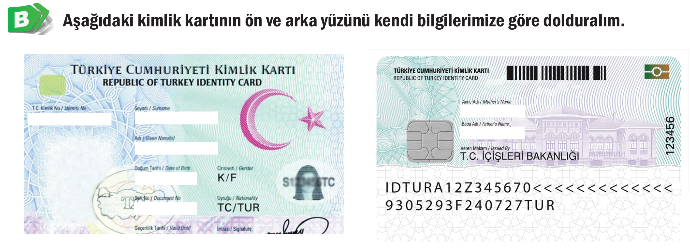 B
Aşağıdaki kimlik kartının ön ve arka yüzünü kendi bilgilerimize göre dolduralım.
TÜRKİYE CUMHURİYETİ KİMLİK KARTI
REPUBLIC OF TURKEY IDENTITY CARD
T.C. Kimlik No / Identity No
Soyadı / Surname
Adı / Given Name(s)
Doğum Tarihi / Date of Birth
Cinsiyeti / Gender
K/F
Seri No / Document No
Uyruğu / Nationality
TC/TUR
Geçerlilik Tarihi / Valid Until
İmzası / Signature
TÜRKİYE CUMHURİYETİ KİMLİK KARTI
REPUBLIC OF TURKEY IDENTITY CARD
Anne Adı / Mother's Name
Baba Adı / Father's Name
Veren Makam / Issued By
T.C. İÇİŞLERİ BAKANLIĞI
123456
IDTURA12Z345670<<<<<<<<<<<<<<<
9305293F240727TUR